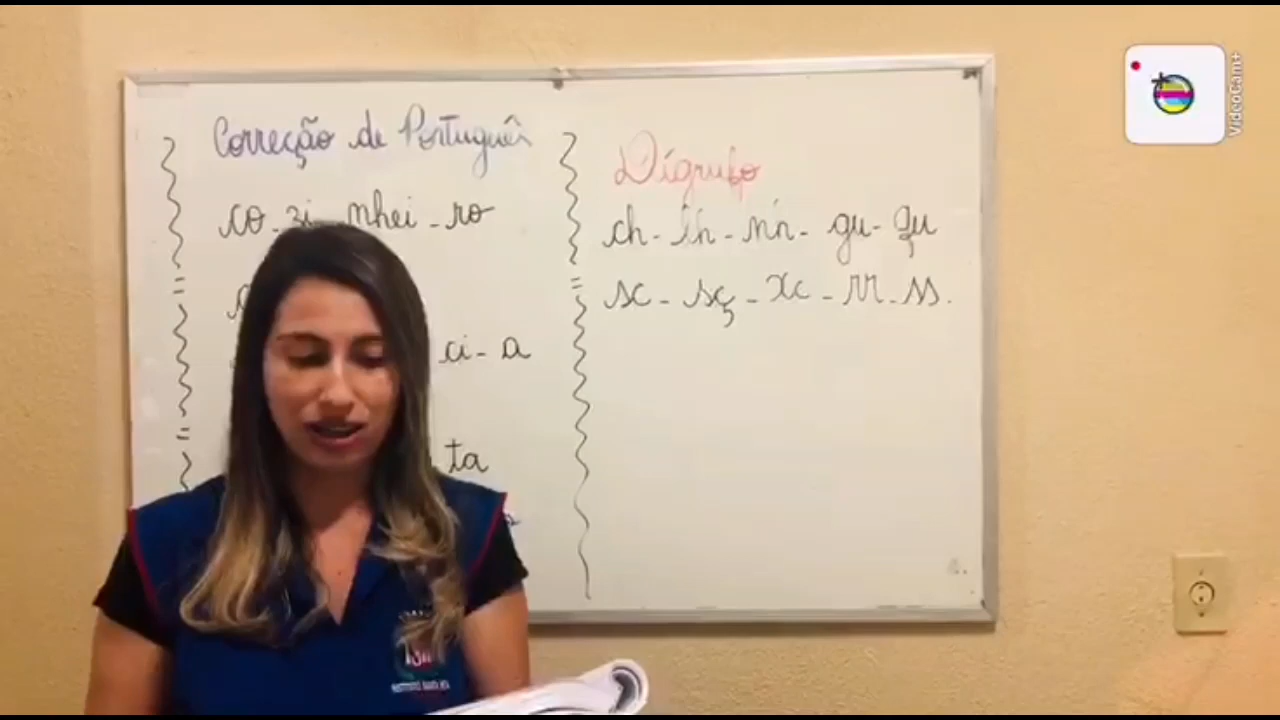 Correção de Português
co - zi - nhei - ro
ci - a
ta
Dígrafo
ch - lh - nh - gu - qu
sc - sç - xc - rr - ss.
VideoCam+